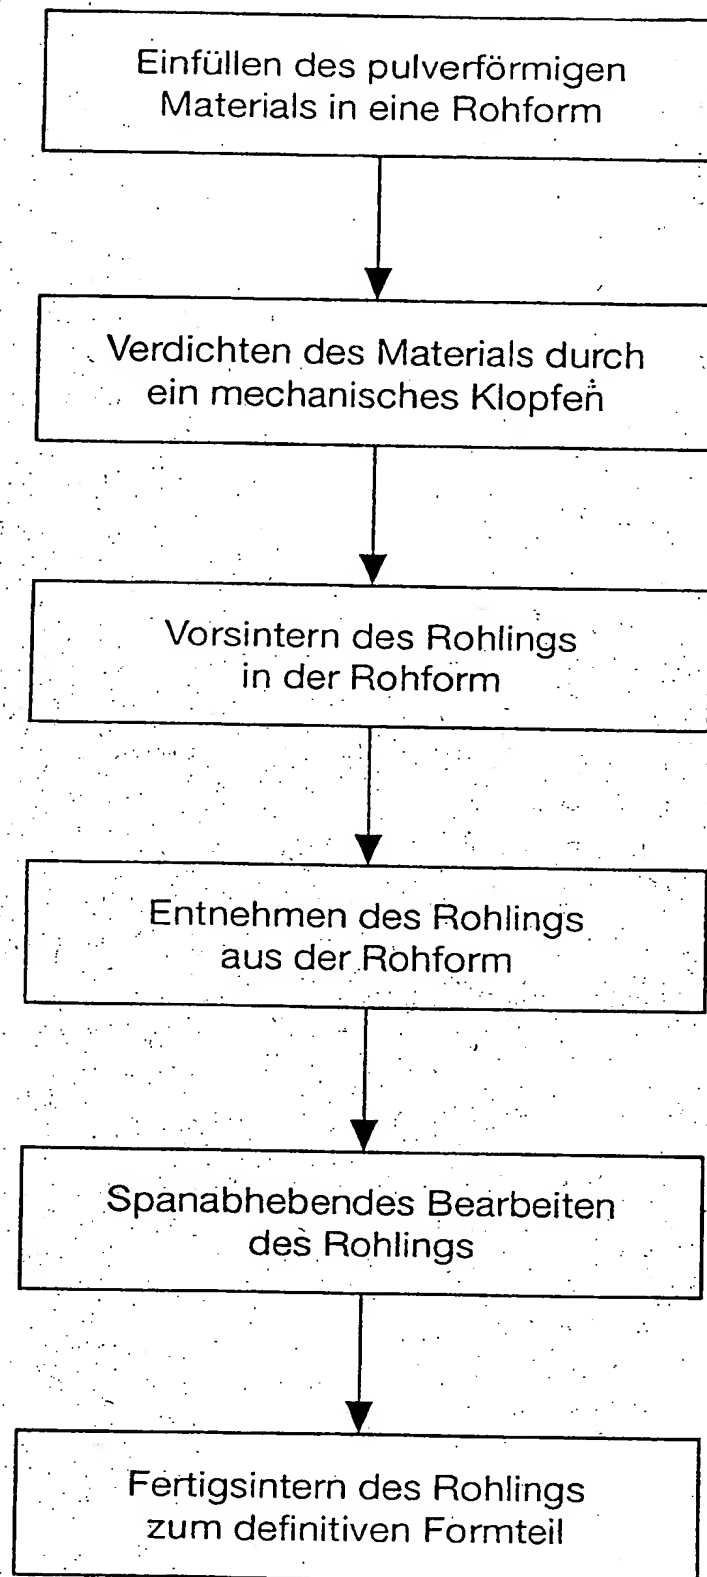 Einfüllen des pulverförmigen
Materials in eine Rohform
Verdichten des Materials durch
ein mechanisches Klopfen
Vorsintern des Rohlings
in der Rohform
Entnehmen des Rohlings
aus der Rohform
Spanabhebendes Bearbeiten
des Rohlings
Fertigsintern des Rohlings
zum definitiven Formteil